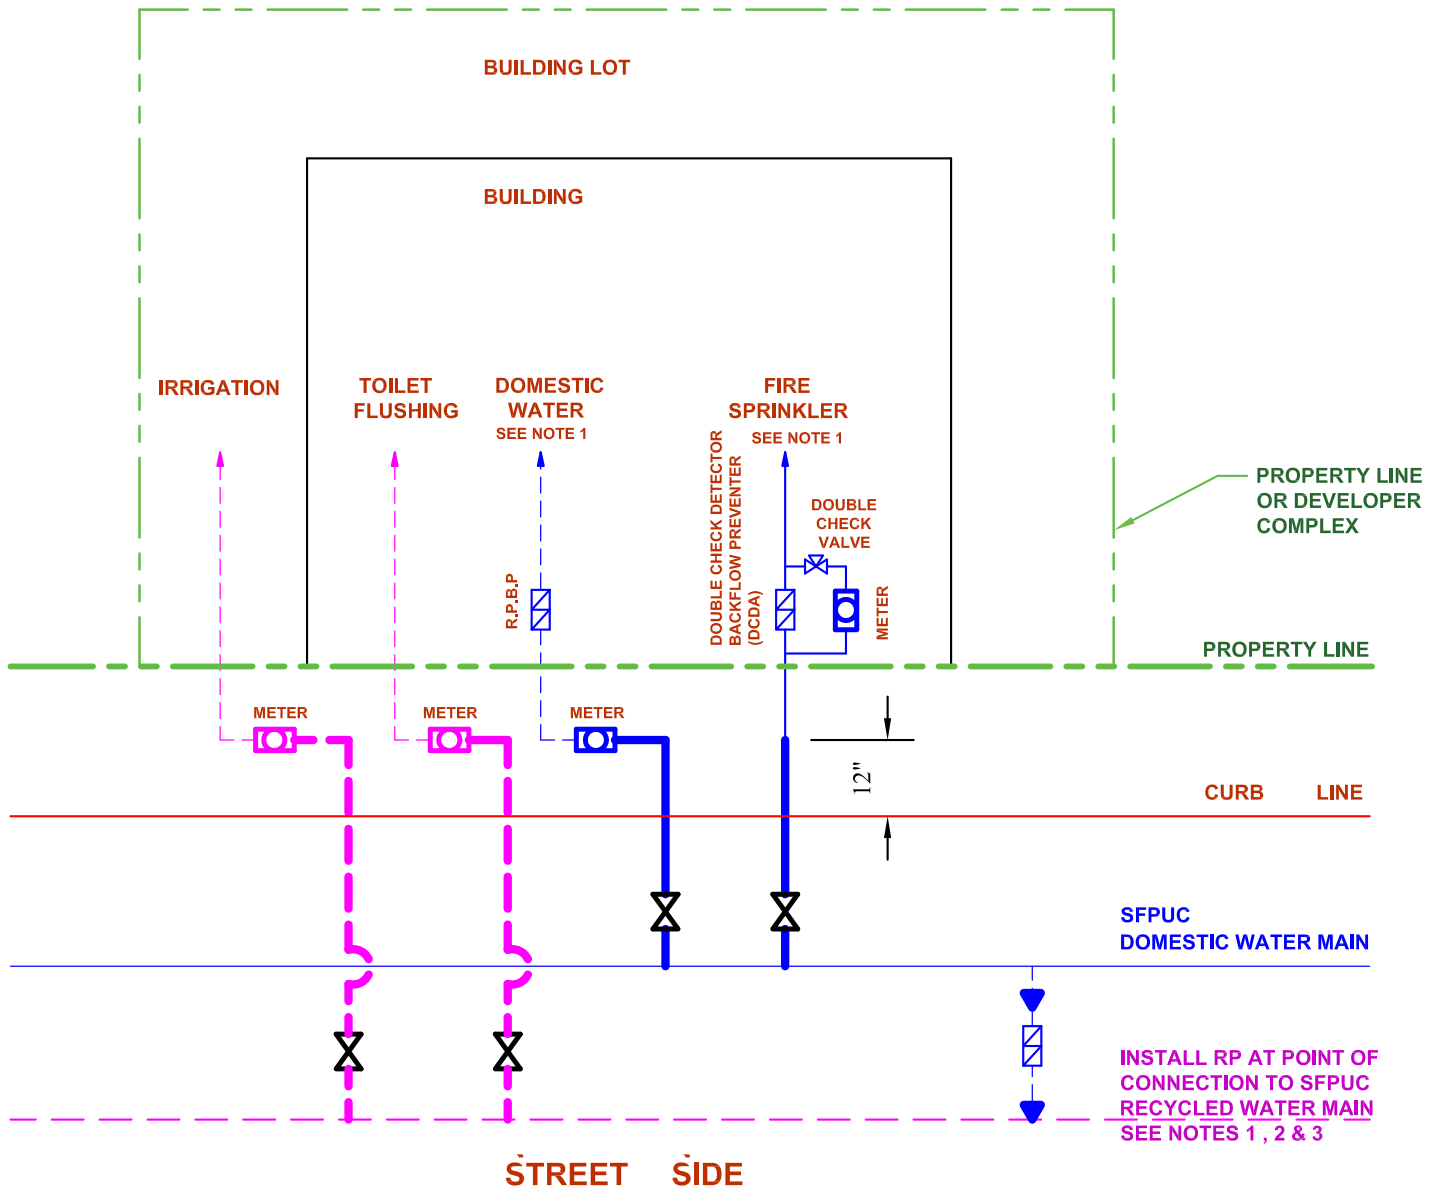 BUILDING LOT
BUILDING
IRRIGATION
TOILET
FLUSHING
DOMESTIC
WATER
SEE NOTE 1
FIRE
SPRINKLER
SEE NOTE 1
DOUBLE CHECK DETECTOR
BACKFLOW PREVENTER
(DCDA)
DOUBLE
CHECK
VALVE
R.P.B.P
METER
PROPERTY LINE
OR DEVELOPER
COMPLEX
PROPERTY LINE
METER
METER
METER
12"
CURB LINE
SFPUC
DOMESTIC WATER MAIN
INSTALL RP AT POINT OF
CONNECTION TO SFPUC
RECYCLED WATER MAIN
SEE NOTES 1 , 2 & 3
STREET SIDE